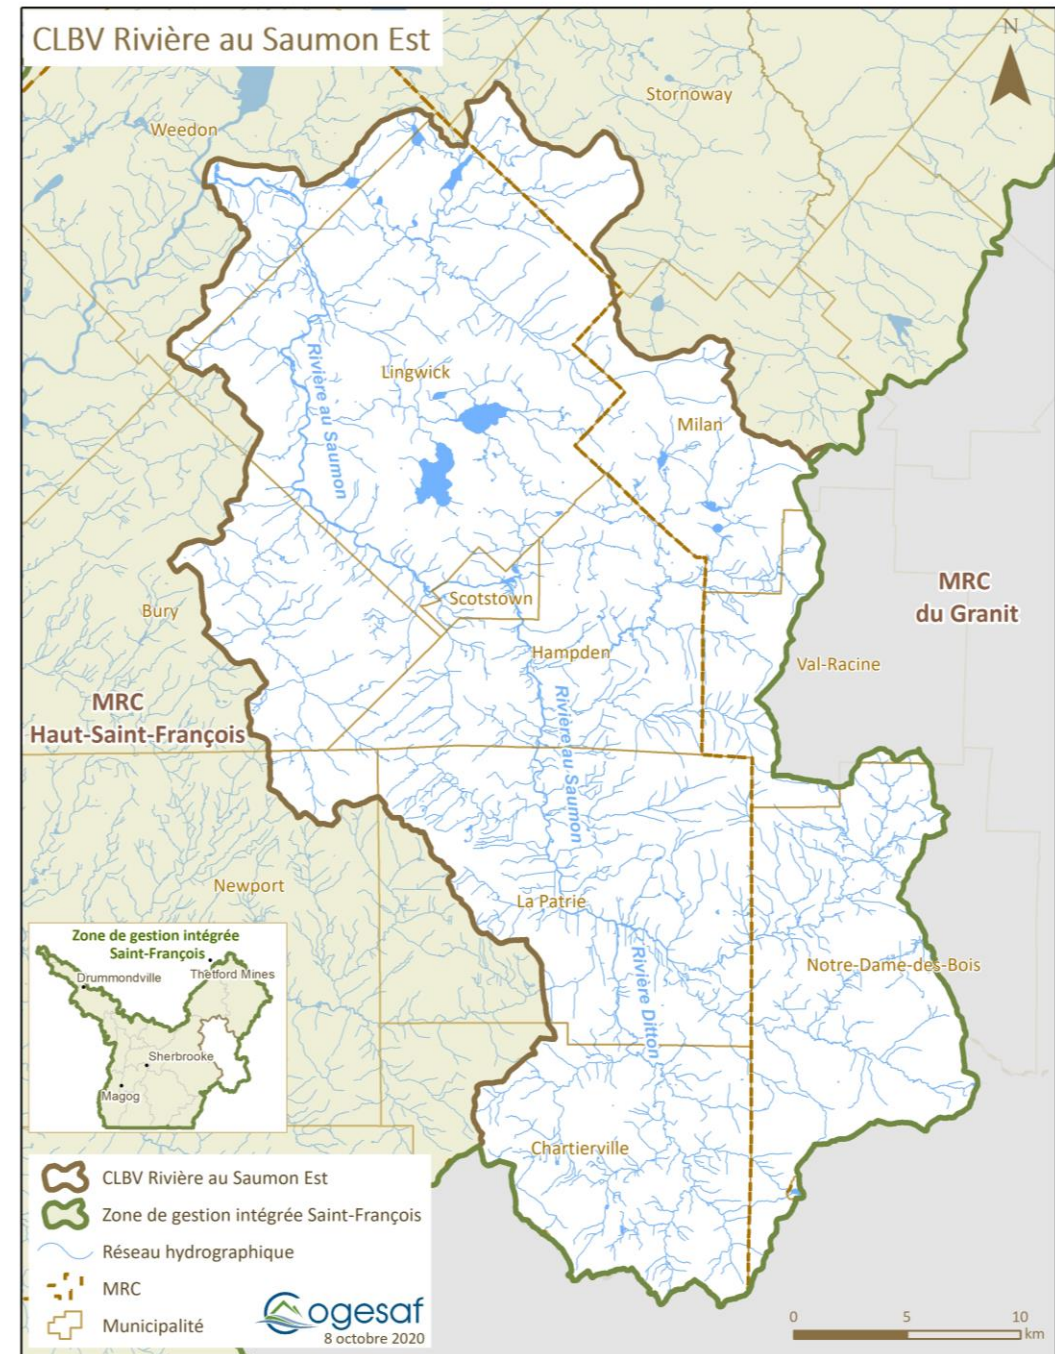 CLBV Rivière au Saumon Est
N
Stornoway
Weedon
Rivière au Saumon
Lingwick
Milan
MRC
du Granit
Scotstown
Bury
Hampden
Val-Racine
MRC
Haut-Saint-François
Rivière au Saumon
Newport
La Patrie
Rivière Ditton
Notre-Dame-des-Bois
Chartierville
Zone de gestion intégrée
Saint-François
Drummondville
Thetford Mines
Sherbrooke
Magog
CLBV Rivière au Saumon Est
Zone de gestion intégrée Saint-François
Réseau hydrographique
MRC
Municipalité
Cogesaf
8 octobre 2020
0 5 10
km